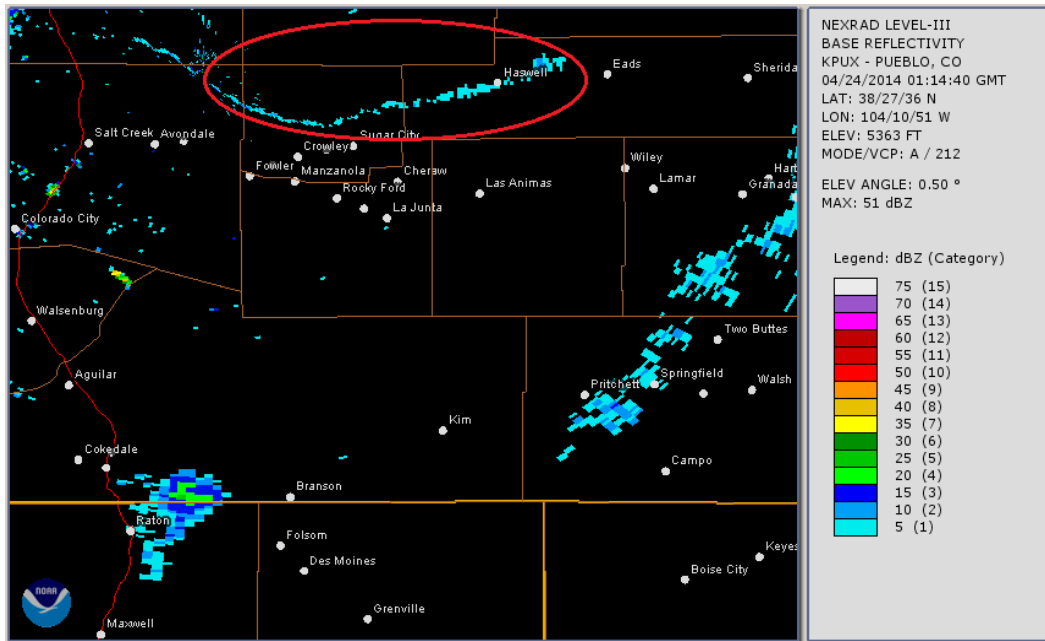 NEXRAD LEVEL-III
BASE REFLECTIVITY
KPUX - PUEBLO, CO
04/24/2014 01:14:40 GMT
LAT: 38/27/36 N
LON: 104/10/51 W
ELEV: 5363 FT
MODE/VCP: A / 212
ELEV ANGLE: 0.50 °
MAX: 51 dBZ
Legend: dBZ (Category)
75 (15)
70 (14)
65 (13)
60 (12)
55 (11)
50 (10)
45 (9)
40 (8)
35 (7)
30 (6)
25 (5)
20 (4)
15 (3)
10 (2)
5 (1)
Haswell
Eads
Sherida
Salt Creek
Avondale
Sugar City
Crowley
Fowler
Manzanola
Cheraw
Rocky Ford
La Junta
Las Animas
Wiley
Lamar
Hart
Granada
Colorado City
Walsenburg
Two Buttes
Aguilar
Pritchett
Springfield
Walsh
Kim
Cokedale
Campo
Branson
Raton
Folsom
Des Moines
Keyes
Boise City
Grenville
Maxwell
NOAA